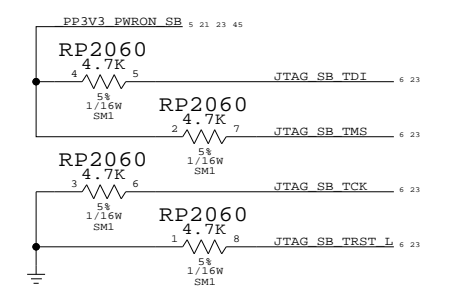 PP3V3_PWRON_SB 5 21 23 45
RP2060
4.7K
4 5 JTAG_SB_TDI 6 23
5%
1/16W
SM1
RP2060
4.7K
2 7 JTAG_SB_TMS 6 23
5%
1/16W
SM1
RP2060
4.7K
3 6 JTAG_SB_TCK 6 23
5%
1/16W
SM1
RP2060
4.7K
1 8 JTAG_SB_TRST_L 6 23
5%
1/16W
SM1